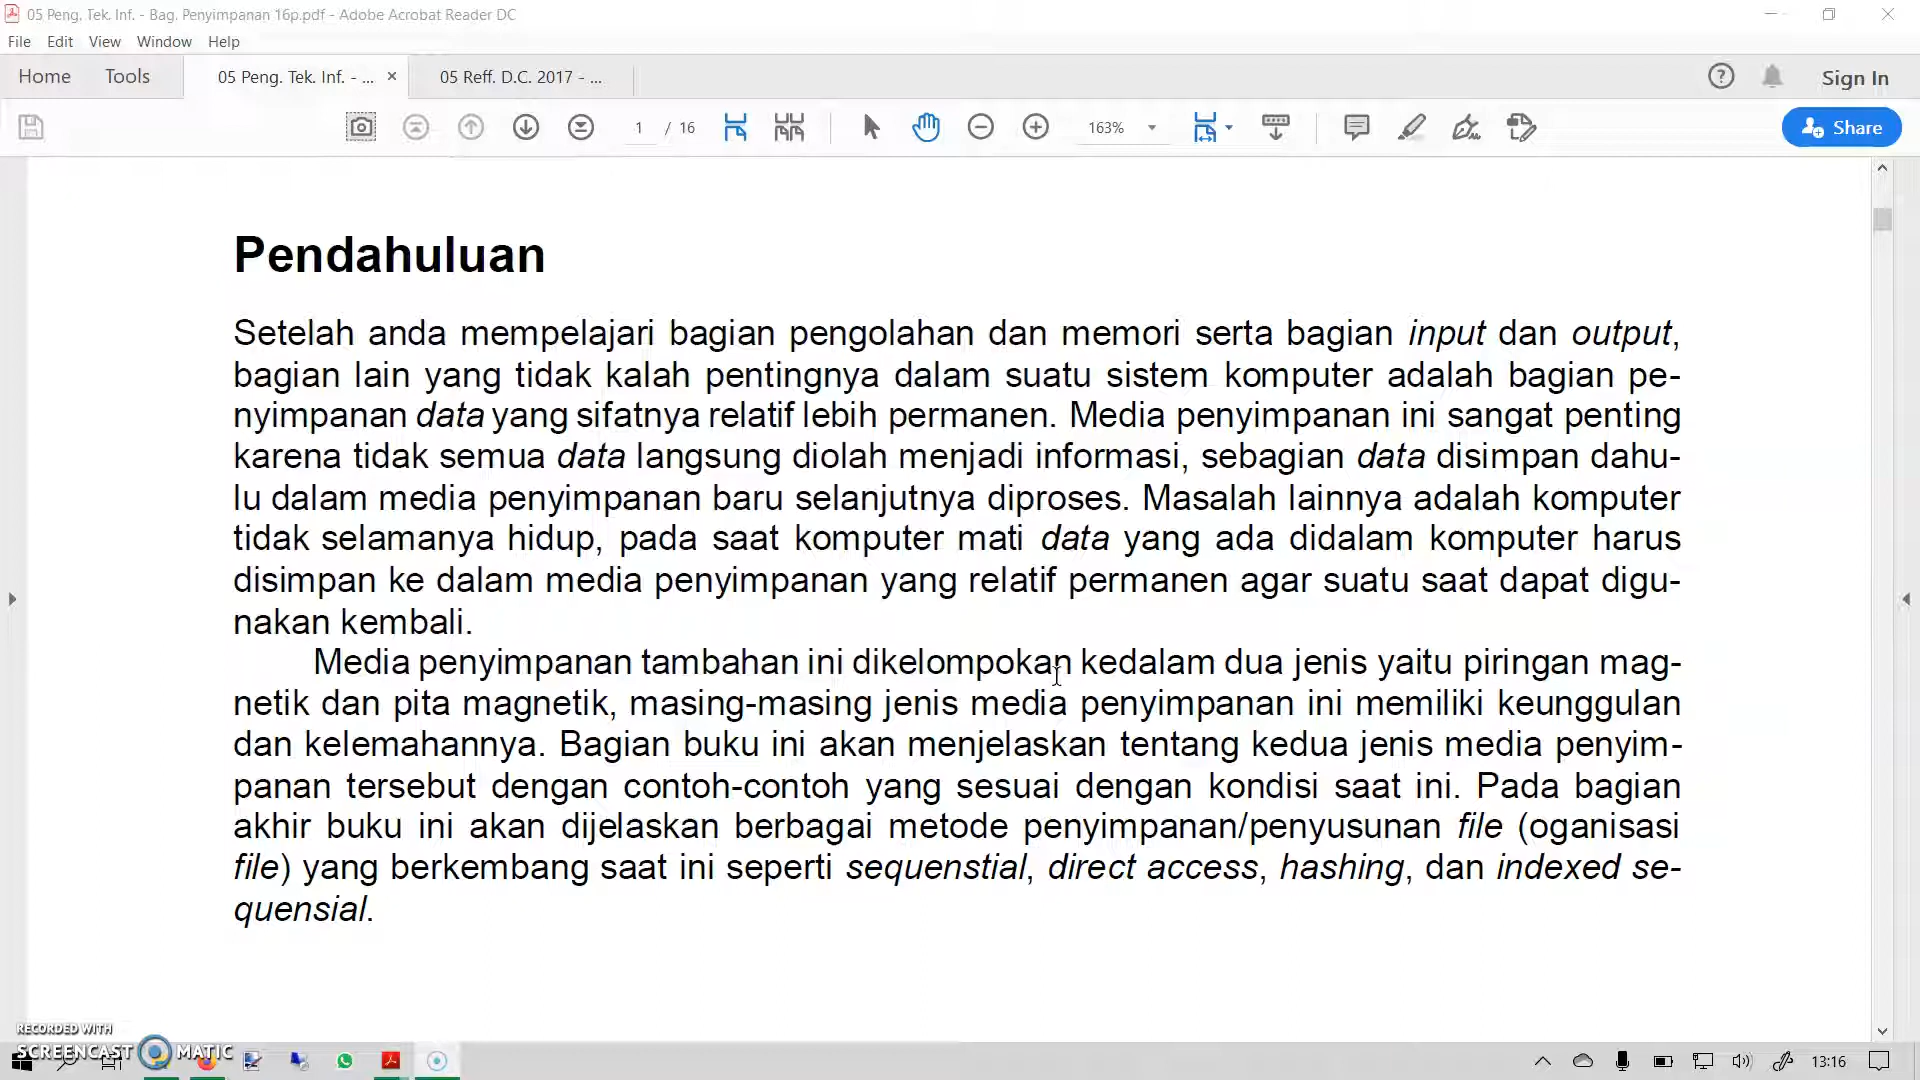 05 Peng. Tek. Inf. - Bag. Penyimpanan 16p.pdf - Adobe Acrobat Reader DC
File Edit View Window Help
Home Tools 05 Peng. Tek. Inf. - ... × 05 Reff. D.C. 2017 - ... Sign In
1 / 16 163% Share
Pendahuluan
Setelah anda mempelajari bagian pengolahan dan memori serta bagian input dan output,
bagian lain yang tidak kalah pentingnya dalam suatu sistem komputer adalah bagian pe-
nyimpanan data yang sifatnya relatif lebih permanen. Media penyimpanan ini sangat penting
karena tidak semua data langsung diolah menjadi informasi, sebagian data disimpan dahu-
lu dalam media penyimpanan baru selanjutnya diproses. Masalah lainnya adalah komputer
tidak selamanya hidup, pada saat komputer mati data yang ada didalam komputer harus
disimpan ke dalam media penyimpanan yang relatif permanen agar suatu saat dapat digu-
nakan kembali.
Media penyimpanan tambahan ini dikelompokan kedalam dua jenis yaitu piringan mag-
netik dan pita magnetik, masing-masing jenis media penyimpanan ini memiliki keunggulan
dan kelemahannya. Bagian buku ini akan menjelaskan tentang kedua jenis media penyim-
panan tersebut dengan contoh-contoh yang sesuai dengan kondisi saat ini. Pada bagian
akhir buku ini akan dijelaskan berbagai metode penyimpanan/penyusunan file (oganisasi
file) yang berkembang saat ini seperti sequenstial, direct access, hashing, dan indexed se-
quensial.
RECORDED WITH
SCREENCAST MATIC
13:16